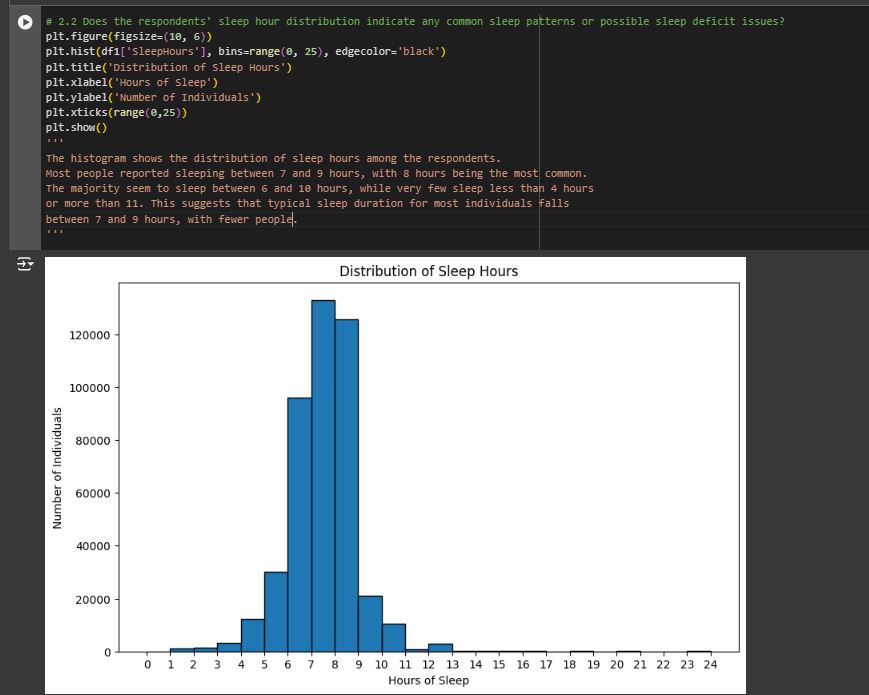 # 2.2 Does the respondents' sleep hour distribution indicate any common sleep patterns or possible sleep deficit issues?
plt.figure(figsize=(10, 6))
plt.hist(df1['SleepHours'], bins=range(0, 25), edgecolor='black')
plt.title('Distribution of Sleep Hours')
plt.xlabel('Hours of Sleep')
plt.ylabel('Number of Individuals')
plt.xticks(range(0,25))
plt.show()
'''
The histogram shows the distribution of sleep hours among the respondents.
Most people reported sleeping between 7 and 9 hours, with 8 hours being the most common.
The majority seem to sleep between 6 and 10 hours, while very few sleep less than 4 hours
or more than 11. This suggests that typical sleep duration for most individuals falls
between 7 and 9 hours, with fewer people.
'''
Distribution of Sleep Hours
Number of Individuals
120000
100000
80000
60000
40000
20000
0
0 1 2 3 4 5 6 7 8 9 10 11 12 13 14 15 16 17 18 19 20 21 22 23 24
Hours of Sleep